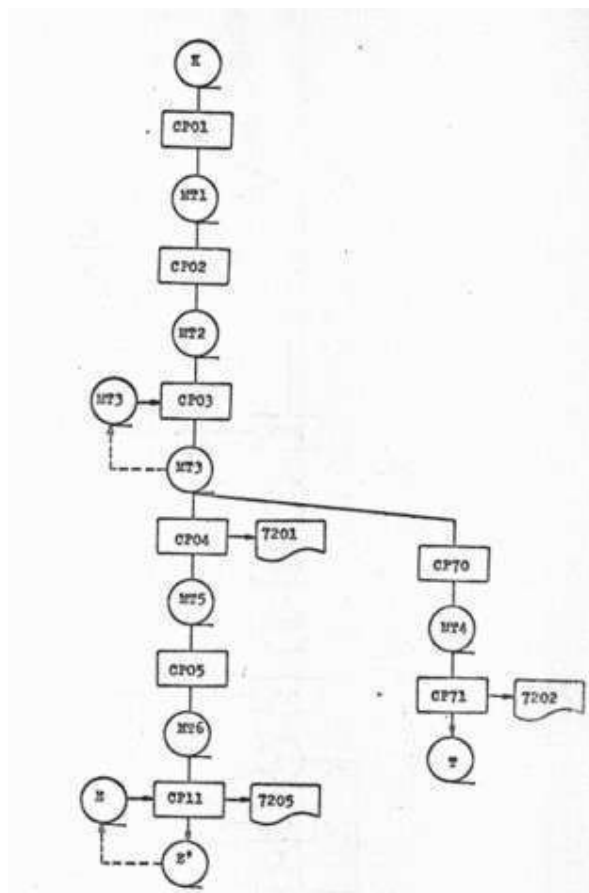 K
CP01
MT1
CP02
MT2
MT3
CP03
MT3
CP04
7201
CP70
MT5
MT4
CP05
CP71
7202
MT6
T
E
CP11
7205
E'